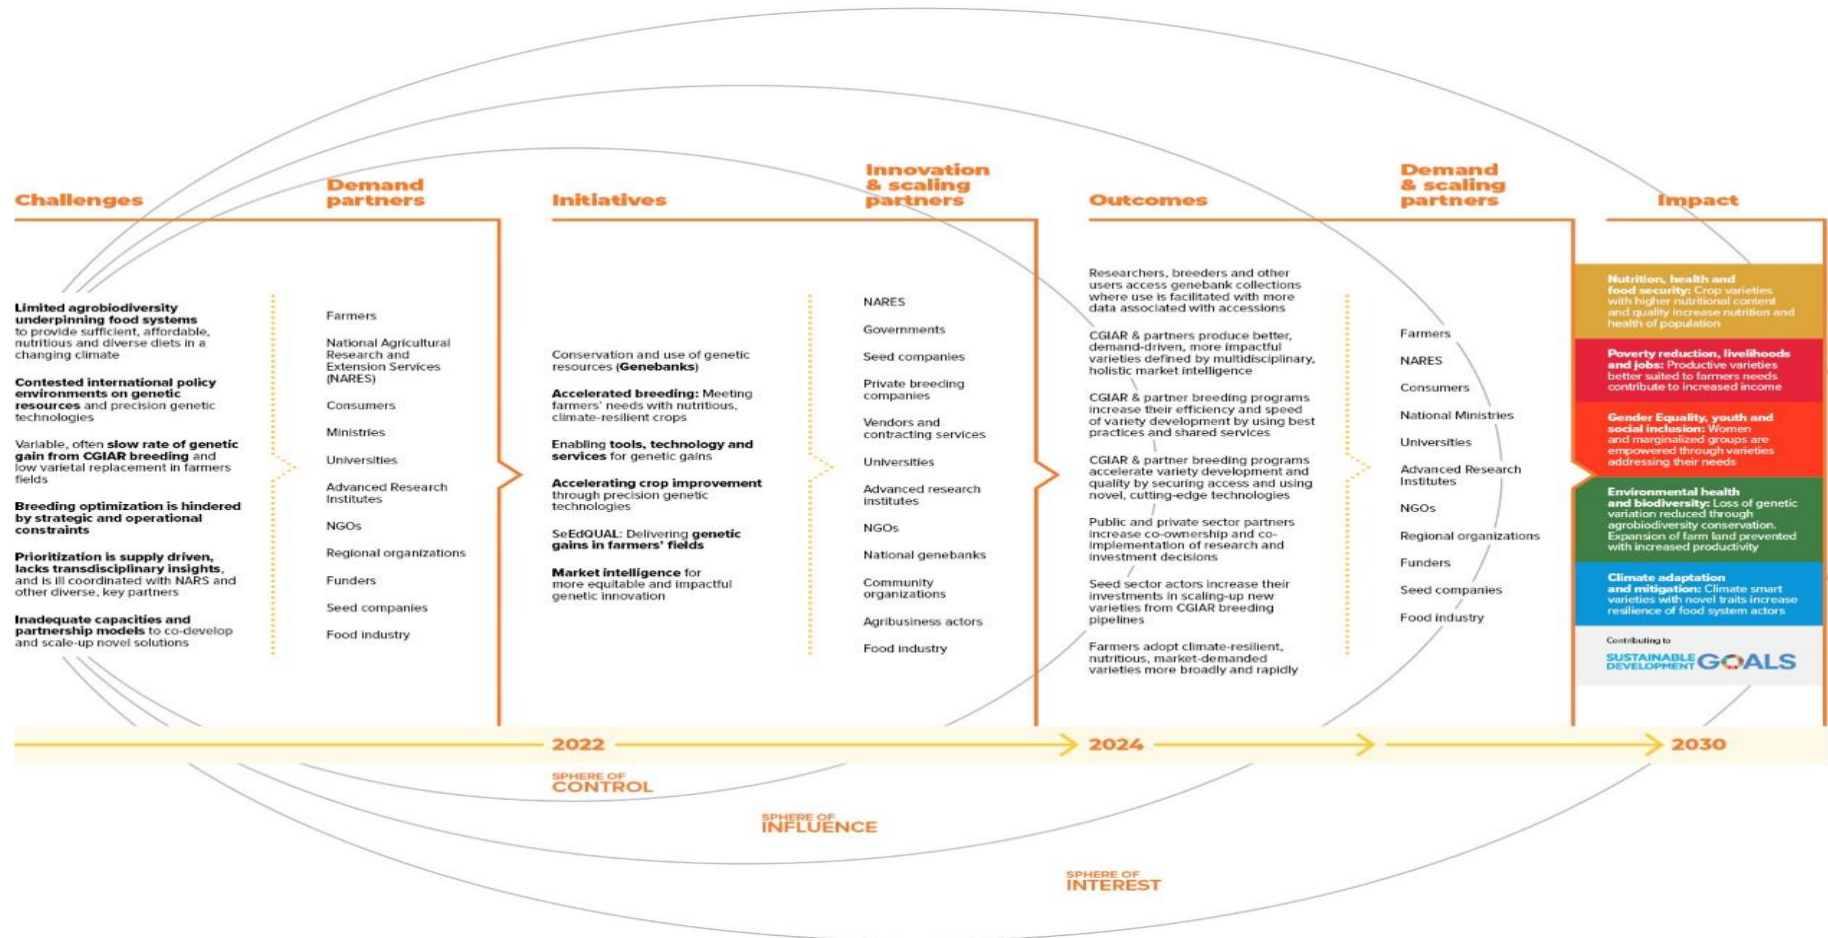 Challenges
Demand
partners
Initiatives
Innovation
& scaling
partners
Outcomes
Demand
& scaling
partners
Impact
Limited agrobiodiversity
underpinning food systems
to provide sufficient, affordable,
nutritious and diverse diets in a
changing climate
Contested international policy
environments on genetic
resources and precision genetic
technologies
Variable, often slow rate of genetic
gain from CGIAR breeding and
low varietal replacement in farmers
fields
Breeding optimization is hindered
by strategic and operational
constraints
Prioritization is supply driven,
lacks transdisciplinary insights,
and is ill coordinated with NARS and
other diverse, key partners
Inadequate capacities and
partnership models to co-develop
and scale-up novel solutions
Farmers
National Agricultural
Research and
Extension Services
(NARES)
Consumers
Ministries
Universities
Advanced Research
Institutes
NGOs
Regional organizations
Funders
Seed companies
Food industry
Conservation and use of genetic
resources (Genebanks)
Accelerated breeding: Meeting
farmers' needs with nutritious,
climate-resilient crops
Enabling tools, technology and
services for genetic gains
Accelerating crop improvement
through precision genetic
technologies
SeEdQUAL: Delivering genetic
gains in farmers' fields
Market intelligence for
more equitable and impactful
genetic innovation
NARES
Governments
Seed companies
Private breeding
companies
Vendors and
contracting services
Universities
Advanced research
institutes
NGOs
National genebanks
Community
organizations
Agribusiness actors
Food industry
Researchers, breeders and other
users access genebank collections
where use is facilitated with more
data associated with accessions
CGIAR & partners produce better,
demand-driven, more impactful
varieties defined by multidisciplinary,
holistic market intelligence
CGIAR & partner breeding programs
increase their efficiency and speed
of variety development by using best
practices and shared services
CGIAR & partner breeding programs
accelerate variety development and
quality by securing access and using
novel, cutting-edge technologies
Public and private sector partners
increase co-ownership and co-
implementation of research and
investment decisions
Seed sector actors increase their
investments in scaling-up new
varieties from CGIAR breeding
pipelines
Farmers adopt climate-resilient,
nutritious, market-demanded
varieties more broadly and rapidly
Farmers
NARES
Consumers
National Ministries
Universities
Advanced Research
Institutes
NGOs
Regional organizations
Funders
Seed companies
Food industry
Nutrition, health and
food security: Crop varieties
with higher nutritional content
and quality increase nutrition and
health of population
Poverty reduction, livelihoods
and jobs: Productive varieties
better suited to farmers needs
contribute to increased income
Gender Equality, youth and
social inclusion: Women
and marginalized groups are
empowered through varieties
addressing their needs
Environmental health
and biodiversity: Loss of genetic
variation reduced through
agrobiodiversity conservation.
Expansion of farm land prevented
with increased productivity
Climate adaptation
and mitigation: Climate smart
varieties with novel traits increase
resilience of food system actors
Contributing to
SUSTAINABLE
DEVELOPMENT GOALS
2022
2024
2030
SPHERE OF
CONTROL
SPHERE OF
INFLUENCE
SPHERE OF
INTEREST